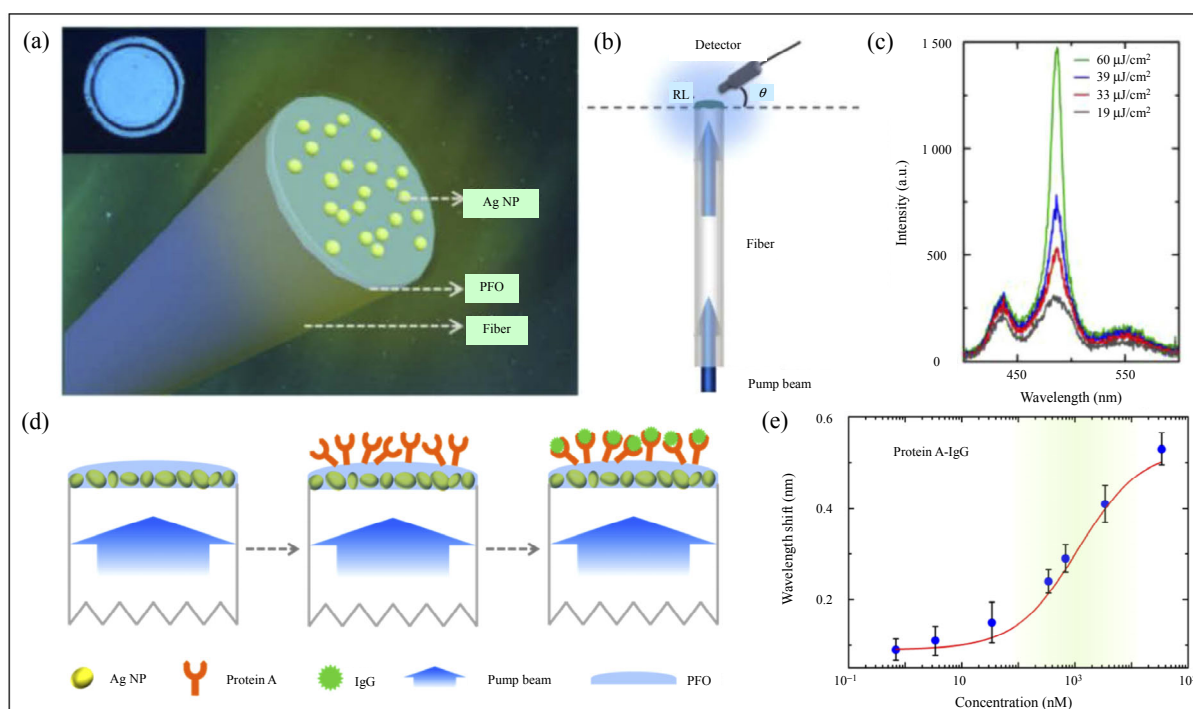 (a)
Ag NP
PFO
Fiber
(b)
Detector
RL
θ
Fiber
Pump beam
(c)
1 500
1 000
500
0
Intensity (a.u.)
60 μJ/cm²
39 μJ/cm²
33 μJ/cm²
19 μJ/cm²
450
500
550
Wavelength (nm)
(d)
Ag NP
Protein A
IgG
Pump beam
PFO
(e)
0.6
0.4
0.2
Wavelength shift (nm)
Protein A-IgG
10⁻¹
10
10³
Concentration (nM)